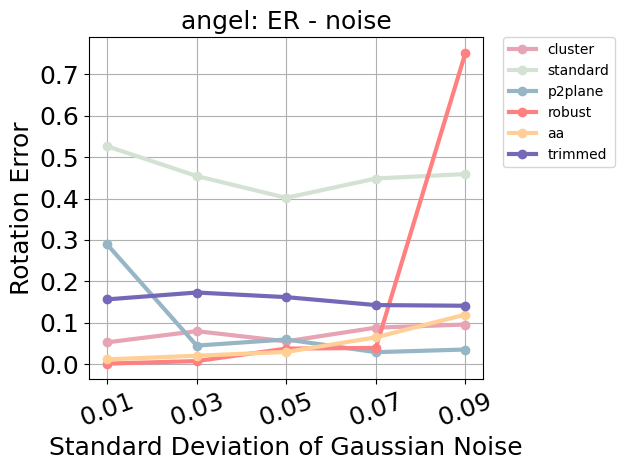 angel: ER - noise
cluster
standard
p2plane
robust
aa
trimmed
Rotation Error
0.7
0.6
0.5
0.4
0.3
0.2
0.1
0.0
0.01 0.03 0.05 0.07 0.09
Standard Deviation of Gaussian Noise